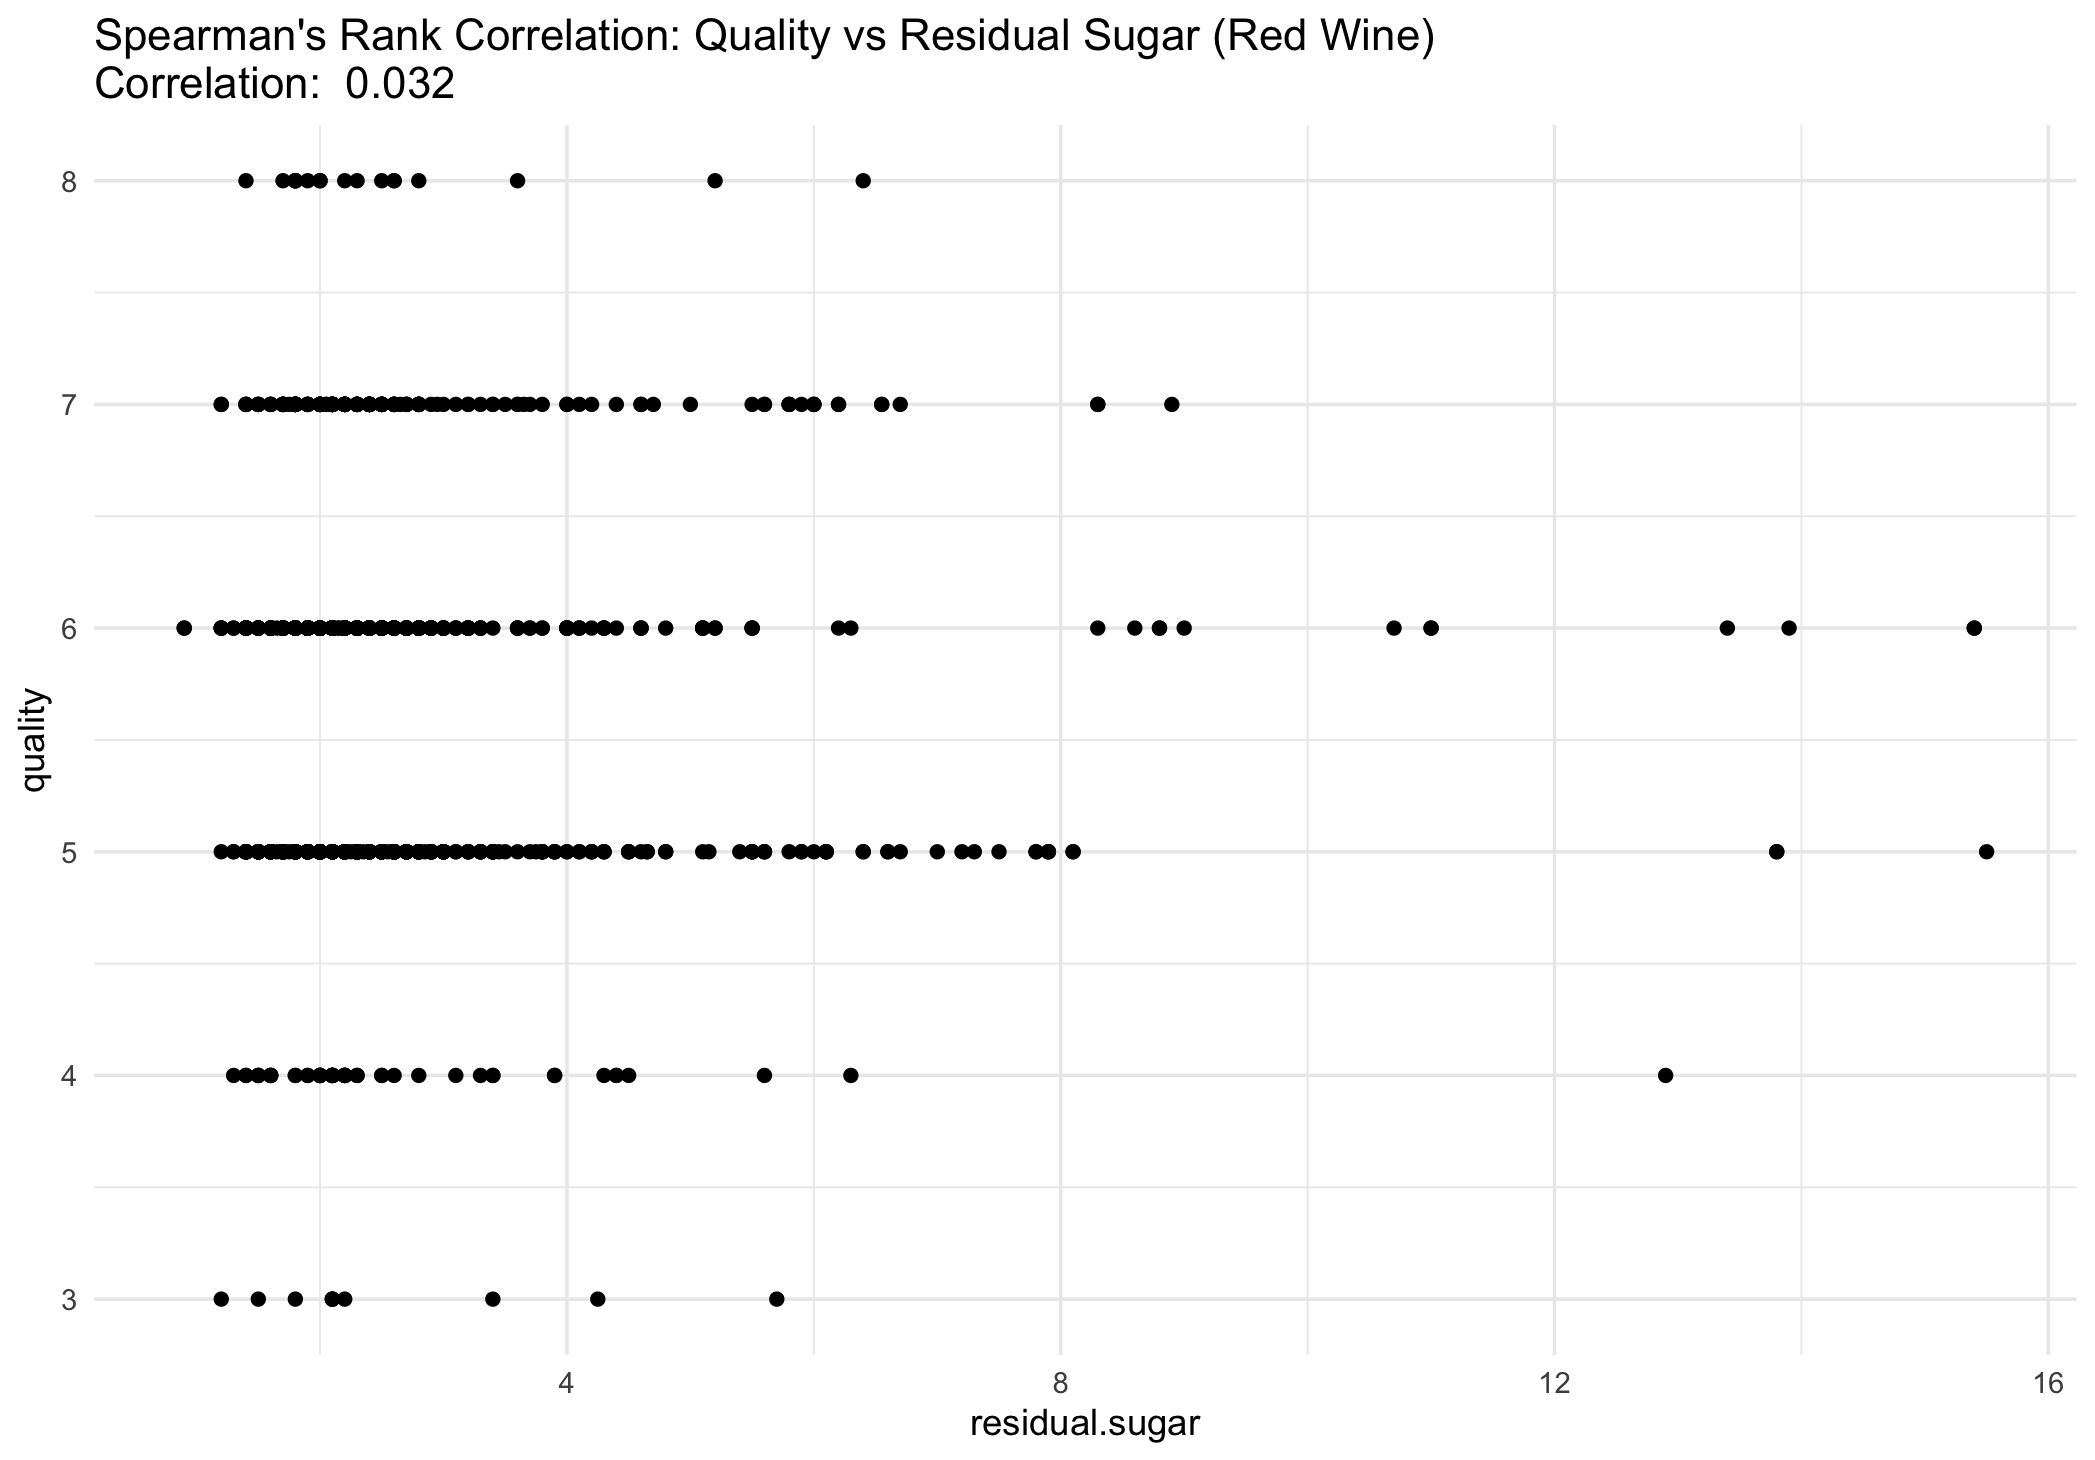 Spearman's Rank Correlation: Quality vs Residual Sugar (Red Wine)
Correlation:  0.032
8
7
6
5
4
3
quality
4
8
12
16
residual.sugar